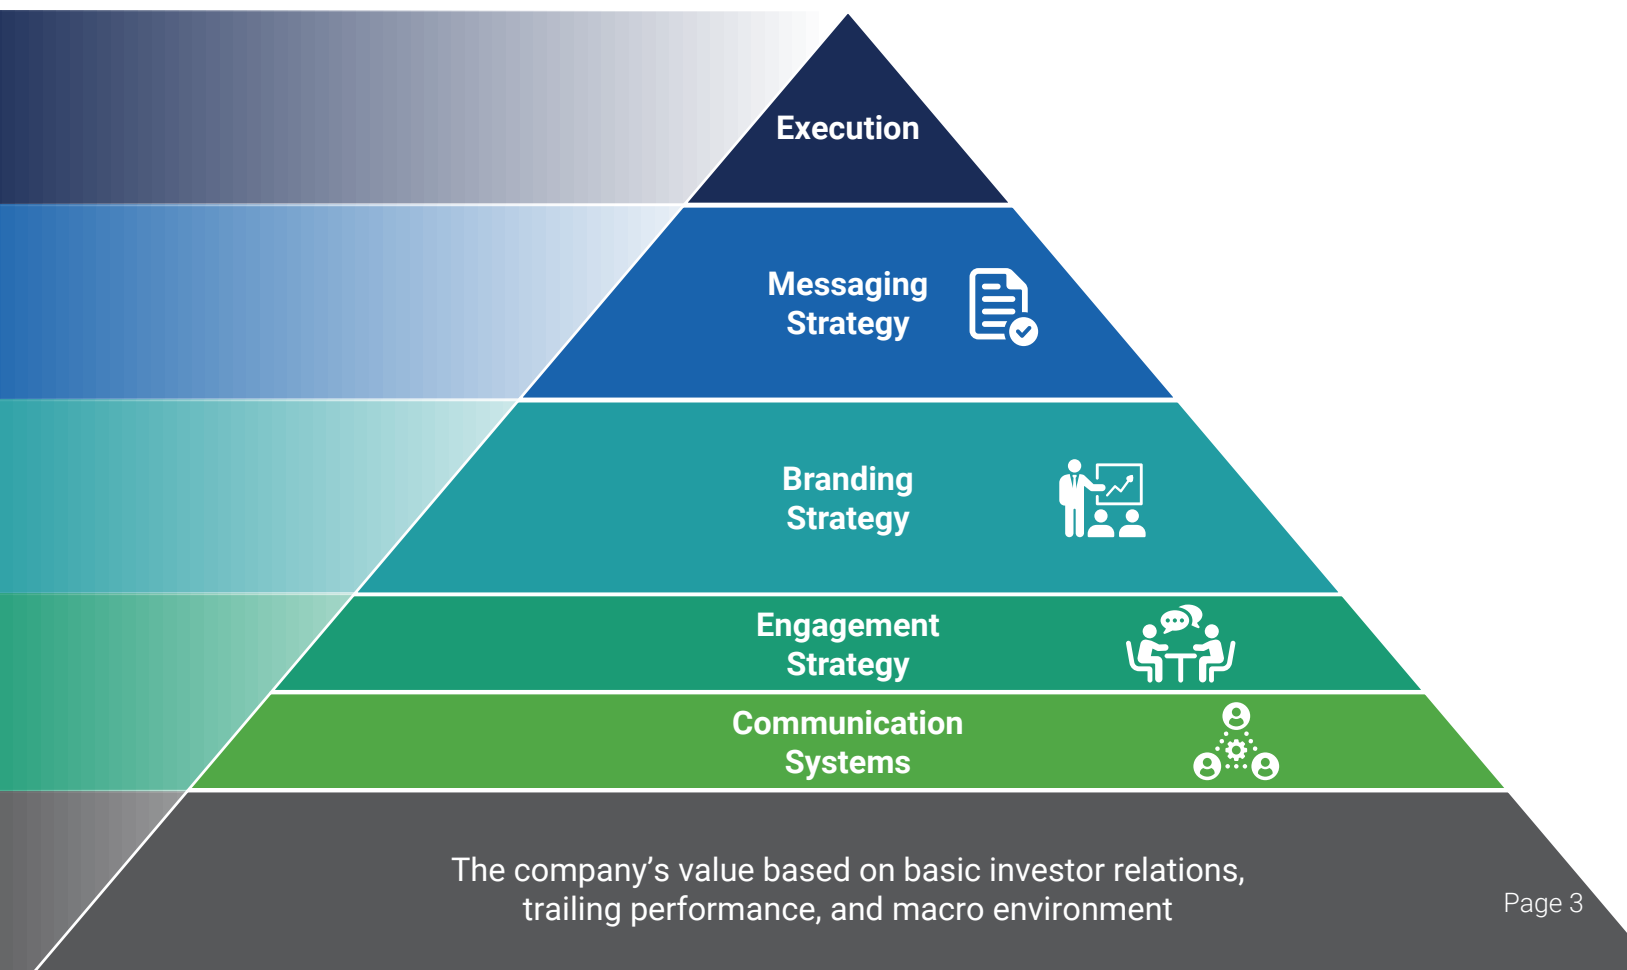 Execution
Messaging
Strategy
Branding
Strategy
Engagement
Strategy
Communication
Systems
The company’s value based on basic investor relations,
trailing performance, and macro environment
Page 3